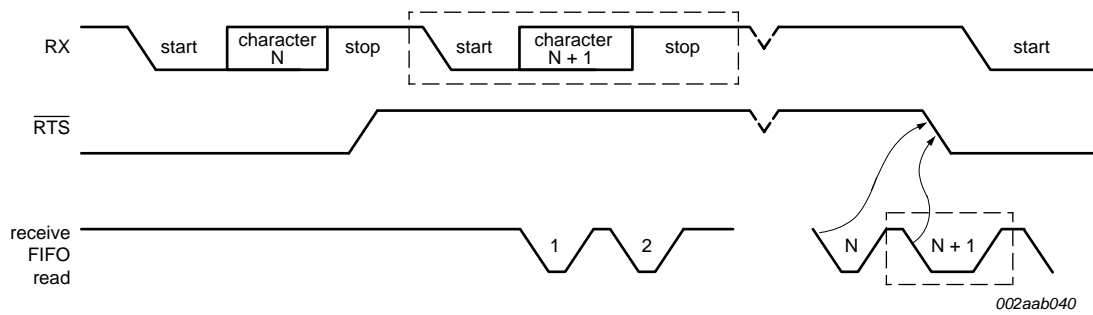 RX
start
character
N
stop
start
character
N + 1
stop
start
RTS
receive
FIFO
read
1
2
N
N + 1
002aab040